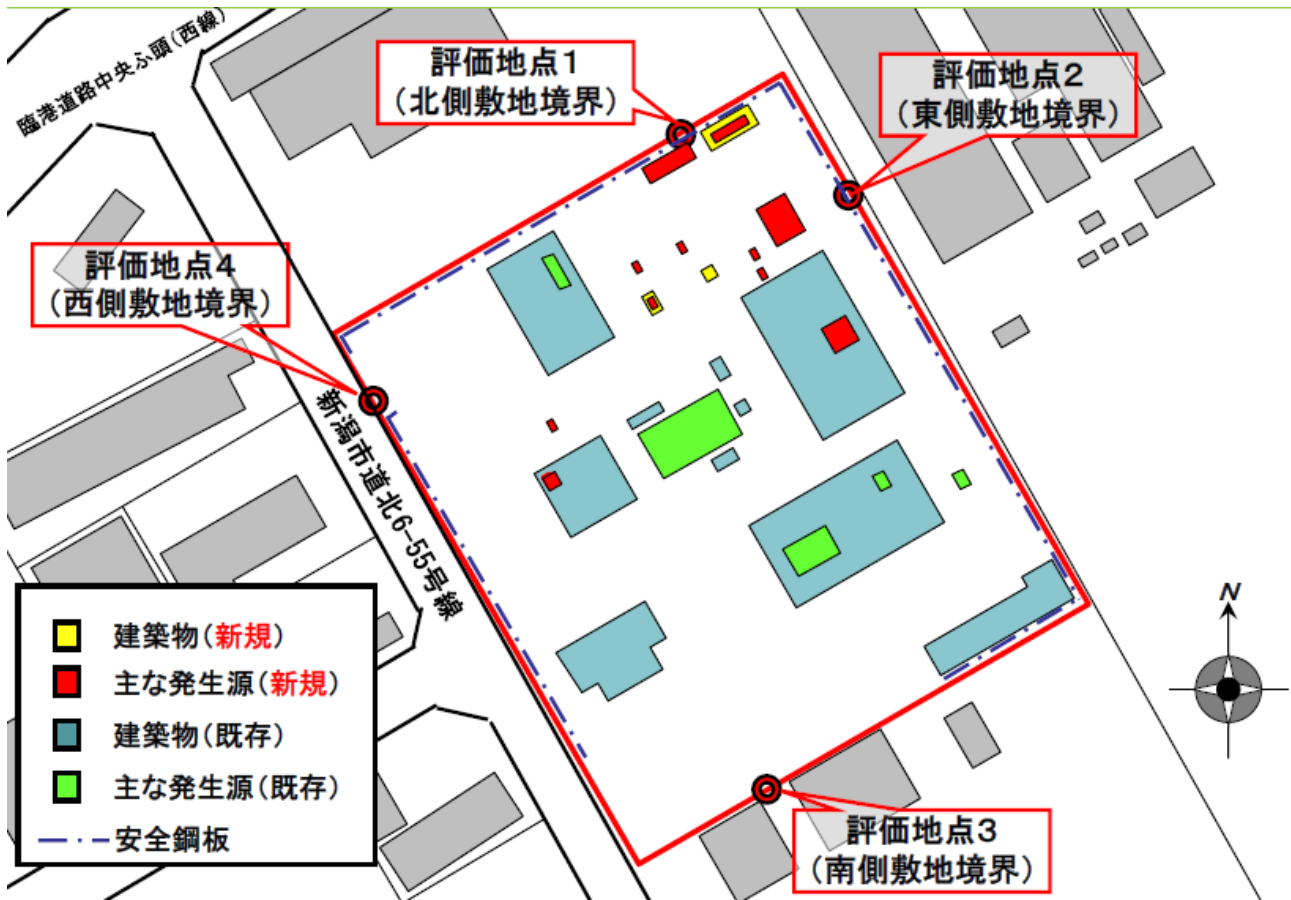 臨港道路中央ふ頭(西線)
評価地点1
(北側敷地境界)
評価地点2
(東側敷地境界)
評価地点4
(西側敷地境界)
新潟市道北6-55号線
建築物(新規)
主な発生源(新規)
建築物(既存)
主な発生源(既存)
安全鋼板
N
評価地点3
(南側敷地境界)